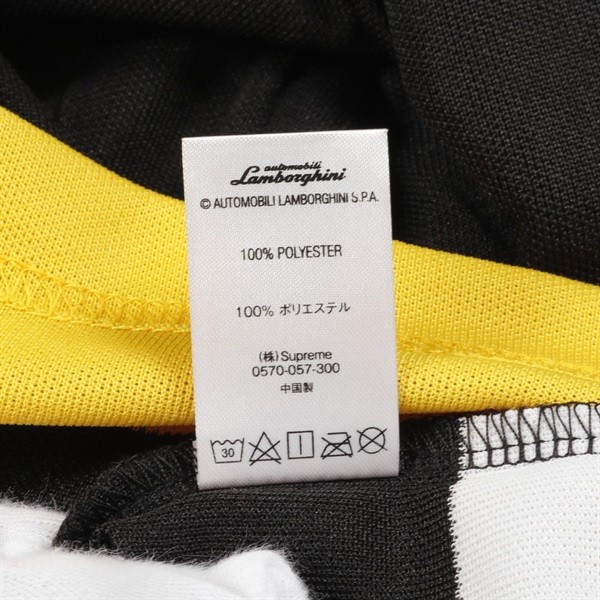 automobili
Lamborghini
© AUTOMOBILI LAMBORGHINI S.P.A.
100% POLYESTER
100% ポリエステル
(株) Supreme
0570-057-300
中国製
30